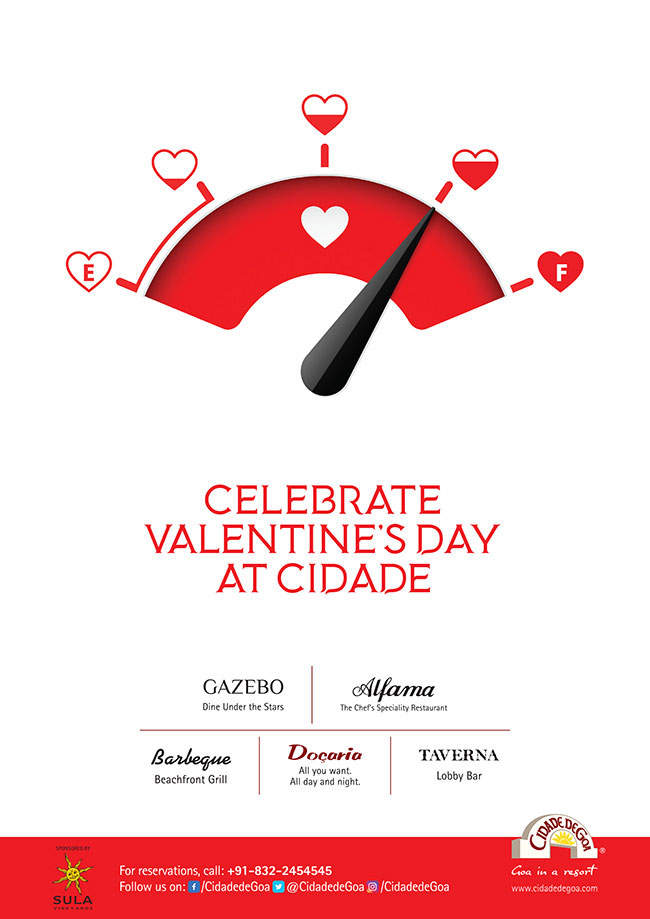 E
F
CELEBRATE
VALENTINE'S DAY
AT CIDADE
GAZEBO
Dine Under the Stars
Alfama
The Chef's Speciality Restaurant
Barbeque
Beachfront Grill
Doçaria
All you want.
All day and night.
TAVERNA
Lobby Bar
SPONSORED BY
SULA
VINEYARDS
For reservations, call: +91-832-2454545
Follow us on: f/CidadedeGoa @CidadedeGoa /CidadedeGoa
CIDADE DE GOA
®
Goa in a resort
www.cidadedegoa.com